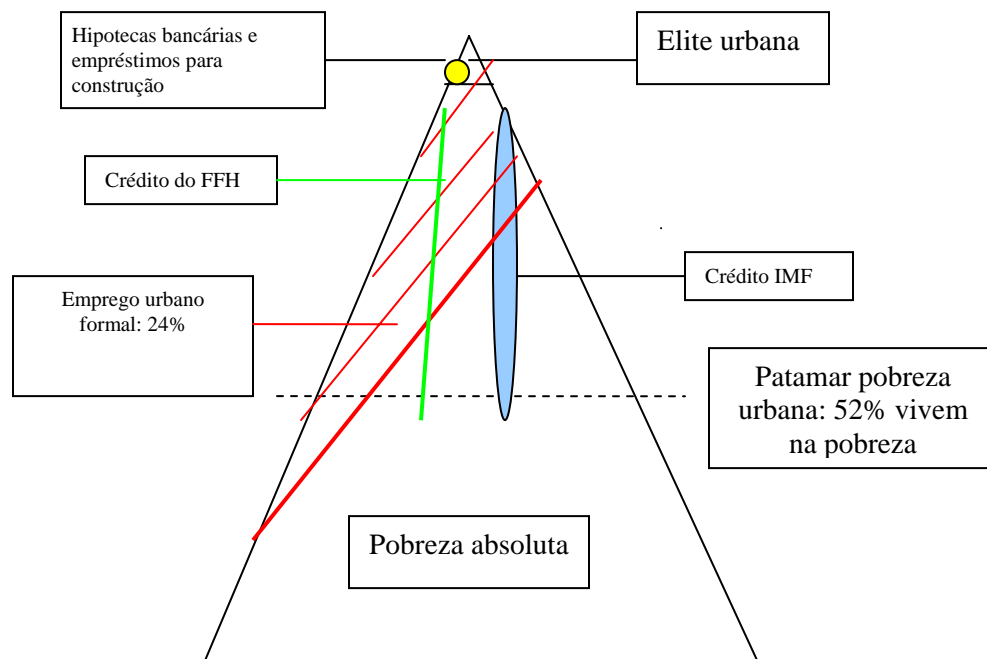 Hipotecas bancárias e
empréstimos para
construção
Elite urbana
Crédito do FFH
Crédito IMF
Emprego urbano
formal: 24%
Patamar pobreza
urbana: 52% vivem
na pobreza
Pobreza absoluta